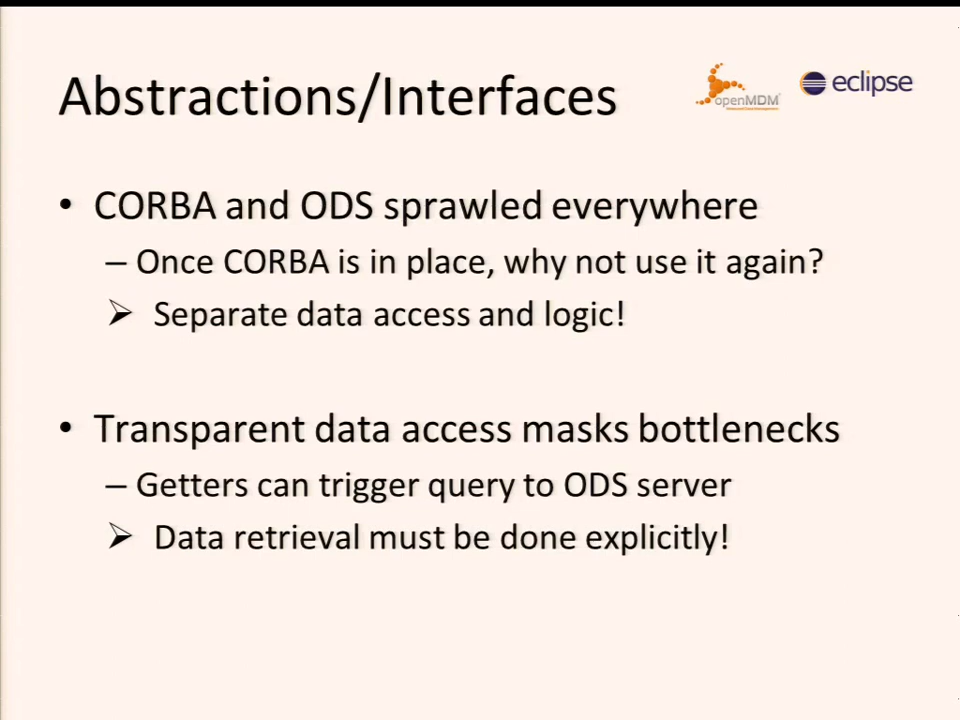 Abstractions/Interfaces
openMDM
eclipse
• CORBA and ODS sprawled everywhere
– Once CORBA is in place, why not use it again?
➢ Separate data access and logic!
• Transparent data access masks bottlenecks
– Getters can trigger query to ODS server
➢ Data retrieval must be done explicitly!